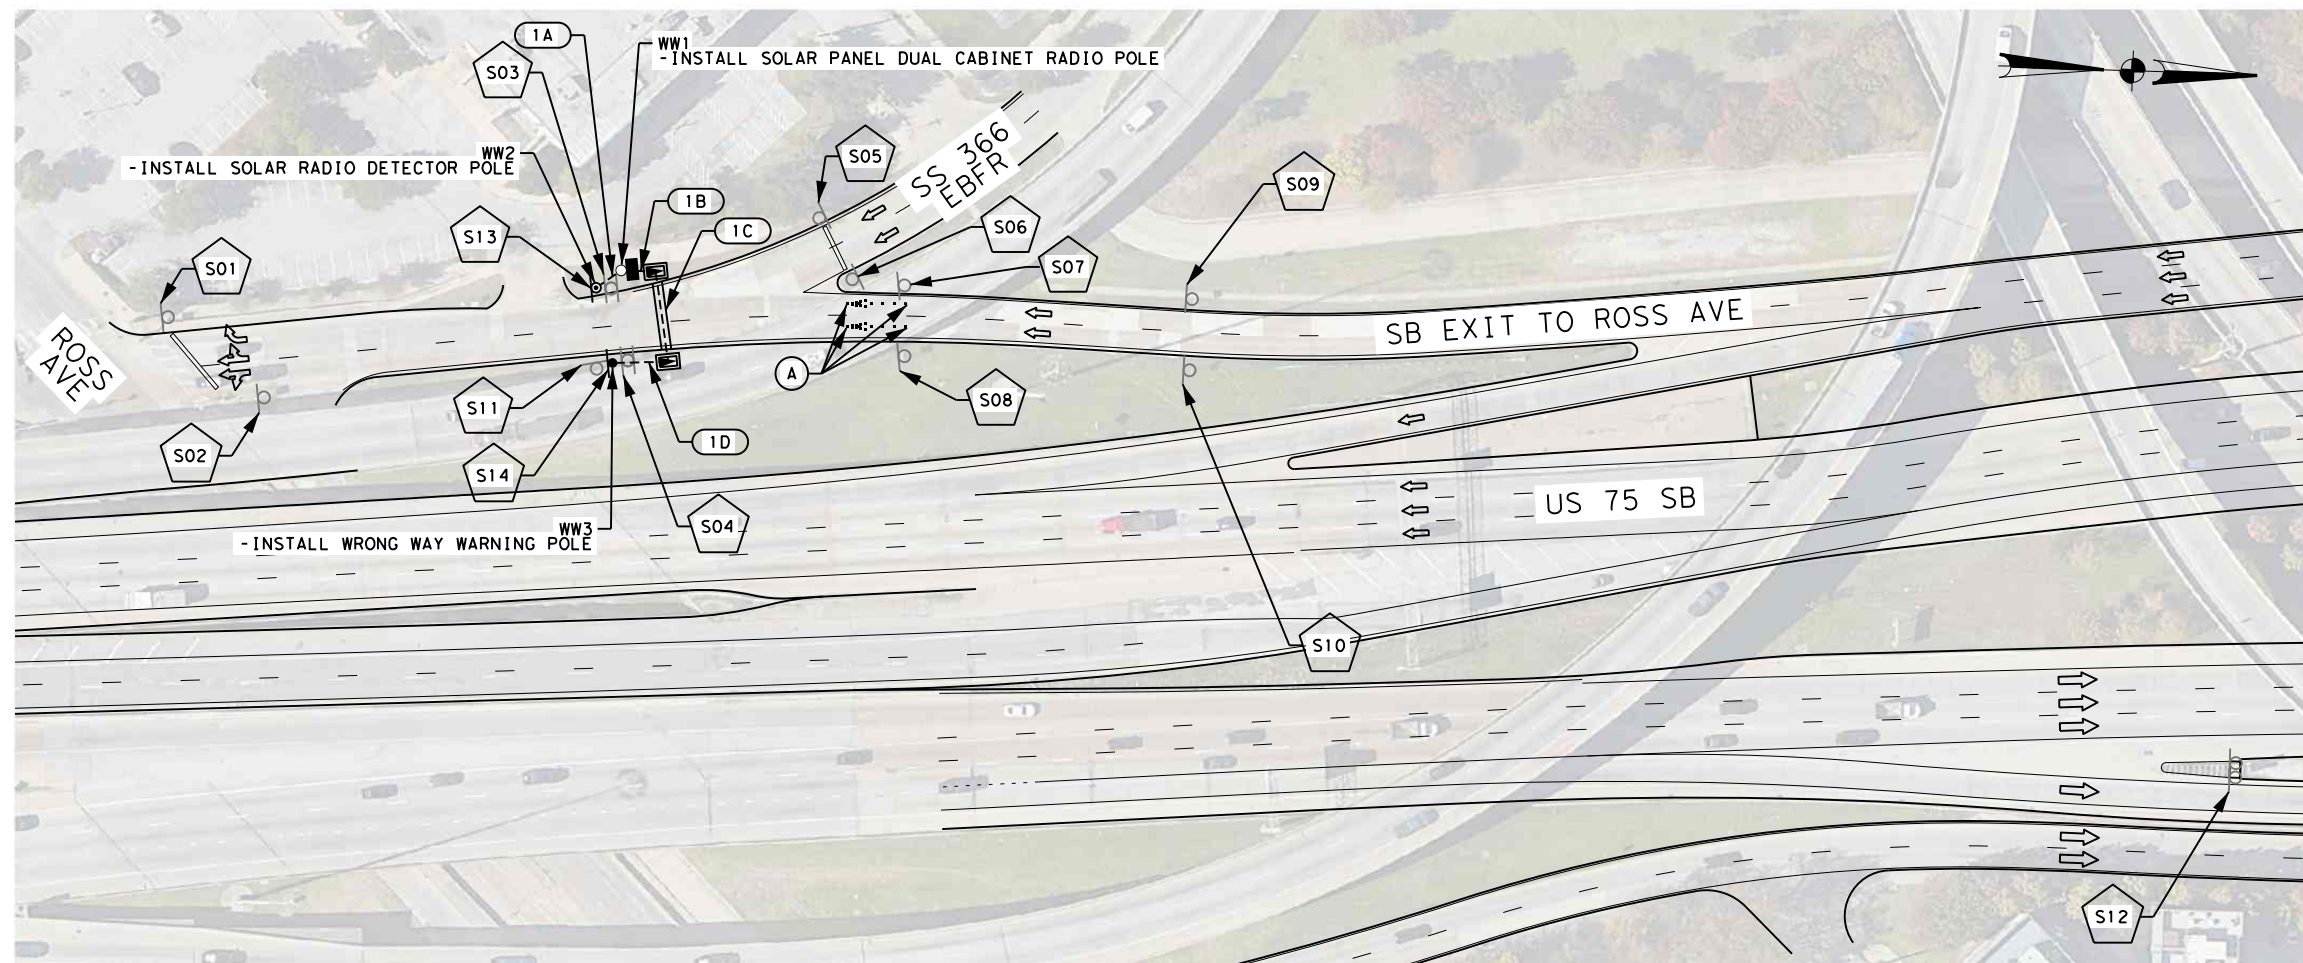 1A
WW1
-INSTALL SOLAR PANEL DUAL CABINET RADIO POLE
S03
WW2
-INSTALL SOLAR RADIO DETECTOR POLE
S05
SS 366
EBFR
S09
1B
1C
S13
S06
S07
S01
SB EXIT TO ROSS AVE
ROSS
AVE
A
S11
S08
1D
S02
S14
US 75 SB
S04
WW3
-INSTALL WRONG WAY WARNING POLE
S10
S12